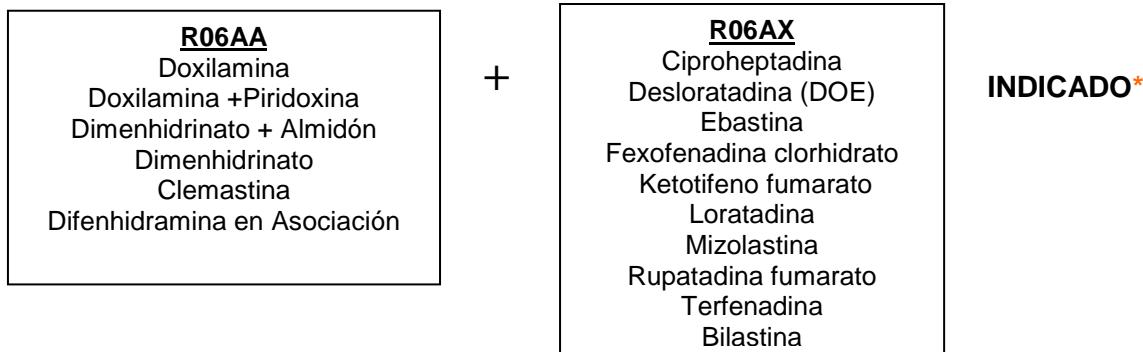 R06AA
Doxilamina
Doxilamina +Piridoxina
Dimenhidrinato + Almidón
Dimenhidrinato
Clemastina
Difenhidramina en Asociación
+
R06AX
Ciproheptadina
Desloratadina (DOE)
Ebastina
Fexofenadina clorhidrato
Ketotifeno fumarato
Loratadina
Mizolastina
Rupatadina fumarato
Terfenadina
Bilastina
INDICADO*